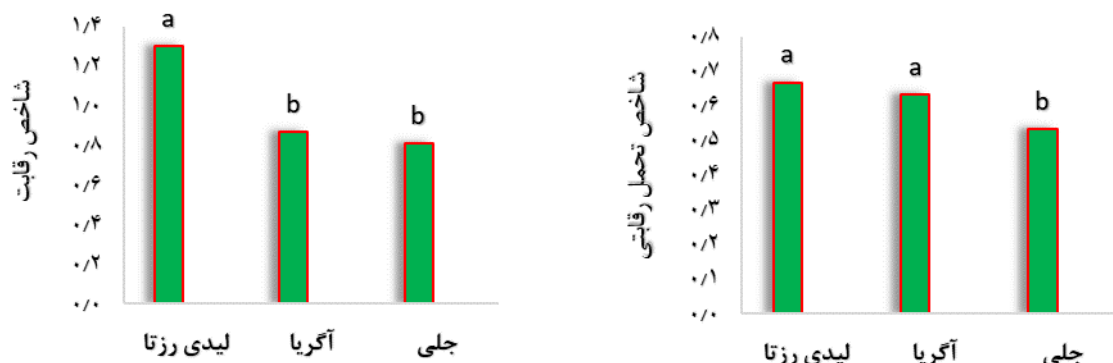 شاخص رقابت
۱٫۴
۱٫۲
۱٫۰
۰٫۸
۰٫۶
۰٫۴
۰٫۲
۰٫۰
a
b
b
لیدی رزتا
آگریا
جلی
شاخص تحمل رقابتی
۰٫۸
۰٫۷
۰٫۶
۰٫۵
۰٫۴
۰٫۳
۰٫۲
۰٫۱
۰٫۰
a
a
b
لیدی رزتا
آگریا
جلی